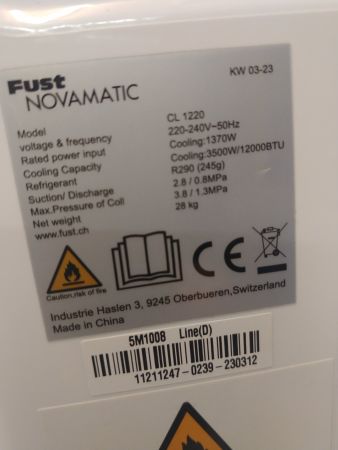 Fust
NOVAMATIC
KW 03-23
Model CL 1220
voltage & frequency 220-240V~50Hz
Rated power input Cooling:1370W
Cooling Capacity Cooling:3500W/12000BTU
Refrigerant R290 (245g)
Suction/ Discharge 2.8 / 0.8MPa
Max.Pressure of Coil 3.8 / 1.3MPa
Net weight 28 kg
www.fust.ch
CE
Caution,risk of fire
Industrie Haslen 3, 9245 Oberbueren,Switzerland
Made in China
5M1008 Line(D)
11211247-0239-230312